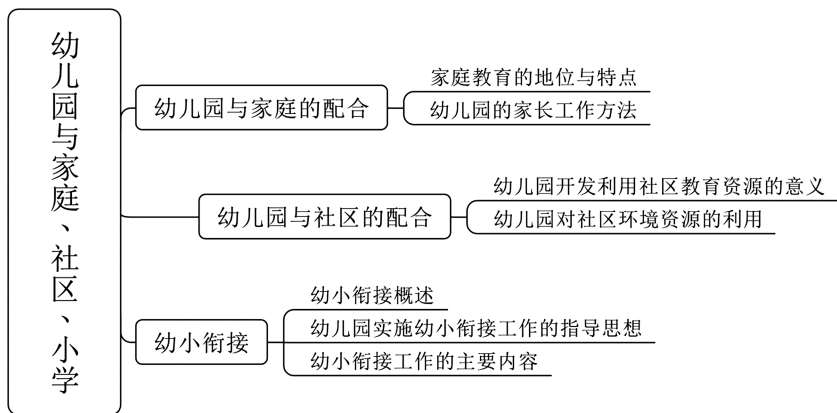 幼儿园与家庭、社区、小学
幼儿园与家庭的配合
家庭教育的地位与特点
幼儿园的家长工作方法
幼儿园与社区的配合
幼儿园开发利用社区教育资源的意义
幼儿园对社区环境资源的利用
幼小衔接
幼小衔接概述
幼儿园实施幼小衔接工作的指导思想
幼小衔接工作的主要内容